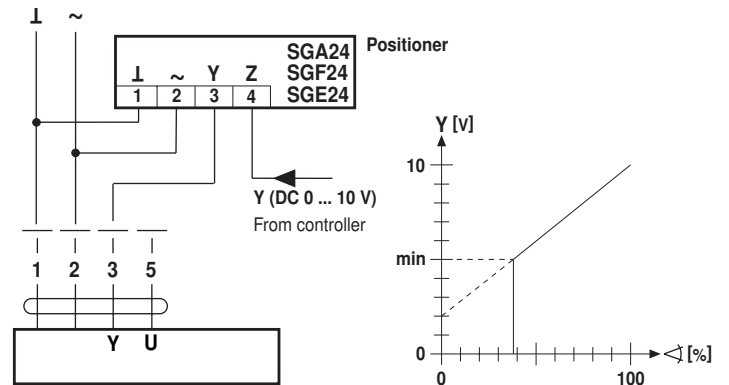 ⊥ ~
Positioner
SGA24
SGF24
SGE24
⊥ ~ Y Z
1 2 3 4
Y (DC 0 ... 10 V)
From controller
1 2 3 5
Y U
Y [V]
10
min
0
0 100
[%]